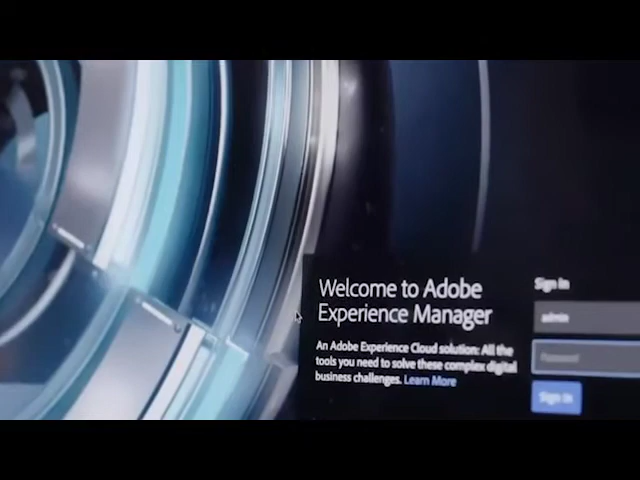 Welcome to Adobe
Experience Manager
An Adobe Experience Cloud solution: All the
tools you need to solve these complex digital
business challenges. Learn More
Sign In
admin
Password
Sign In